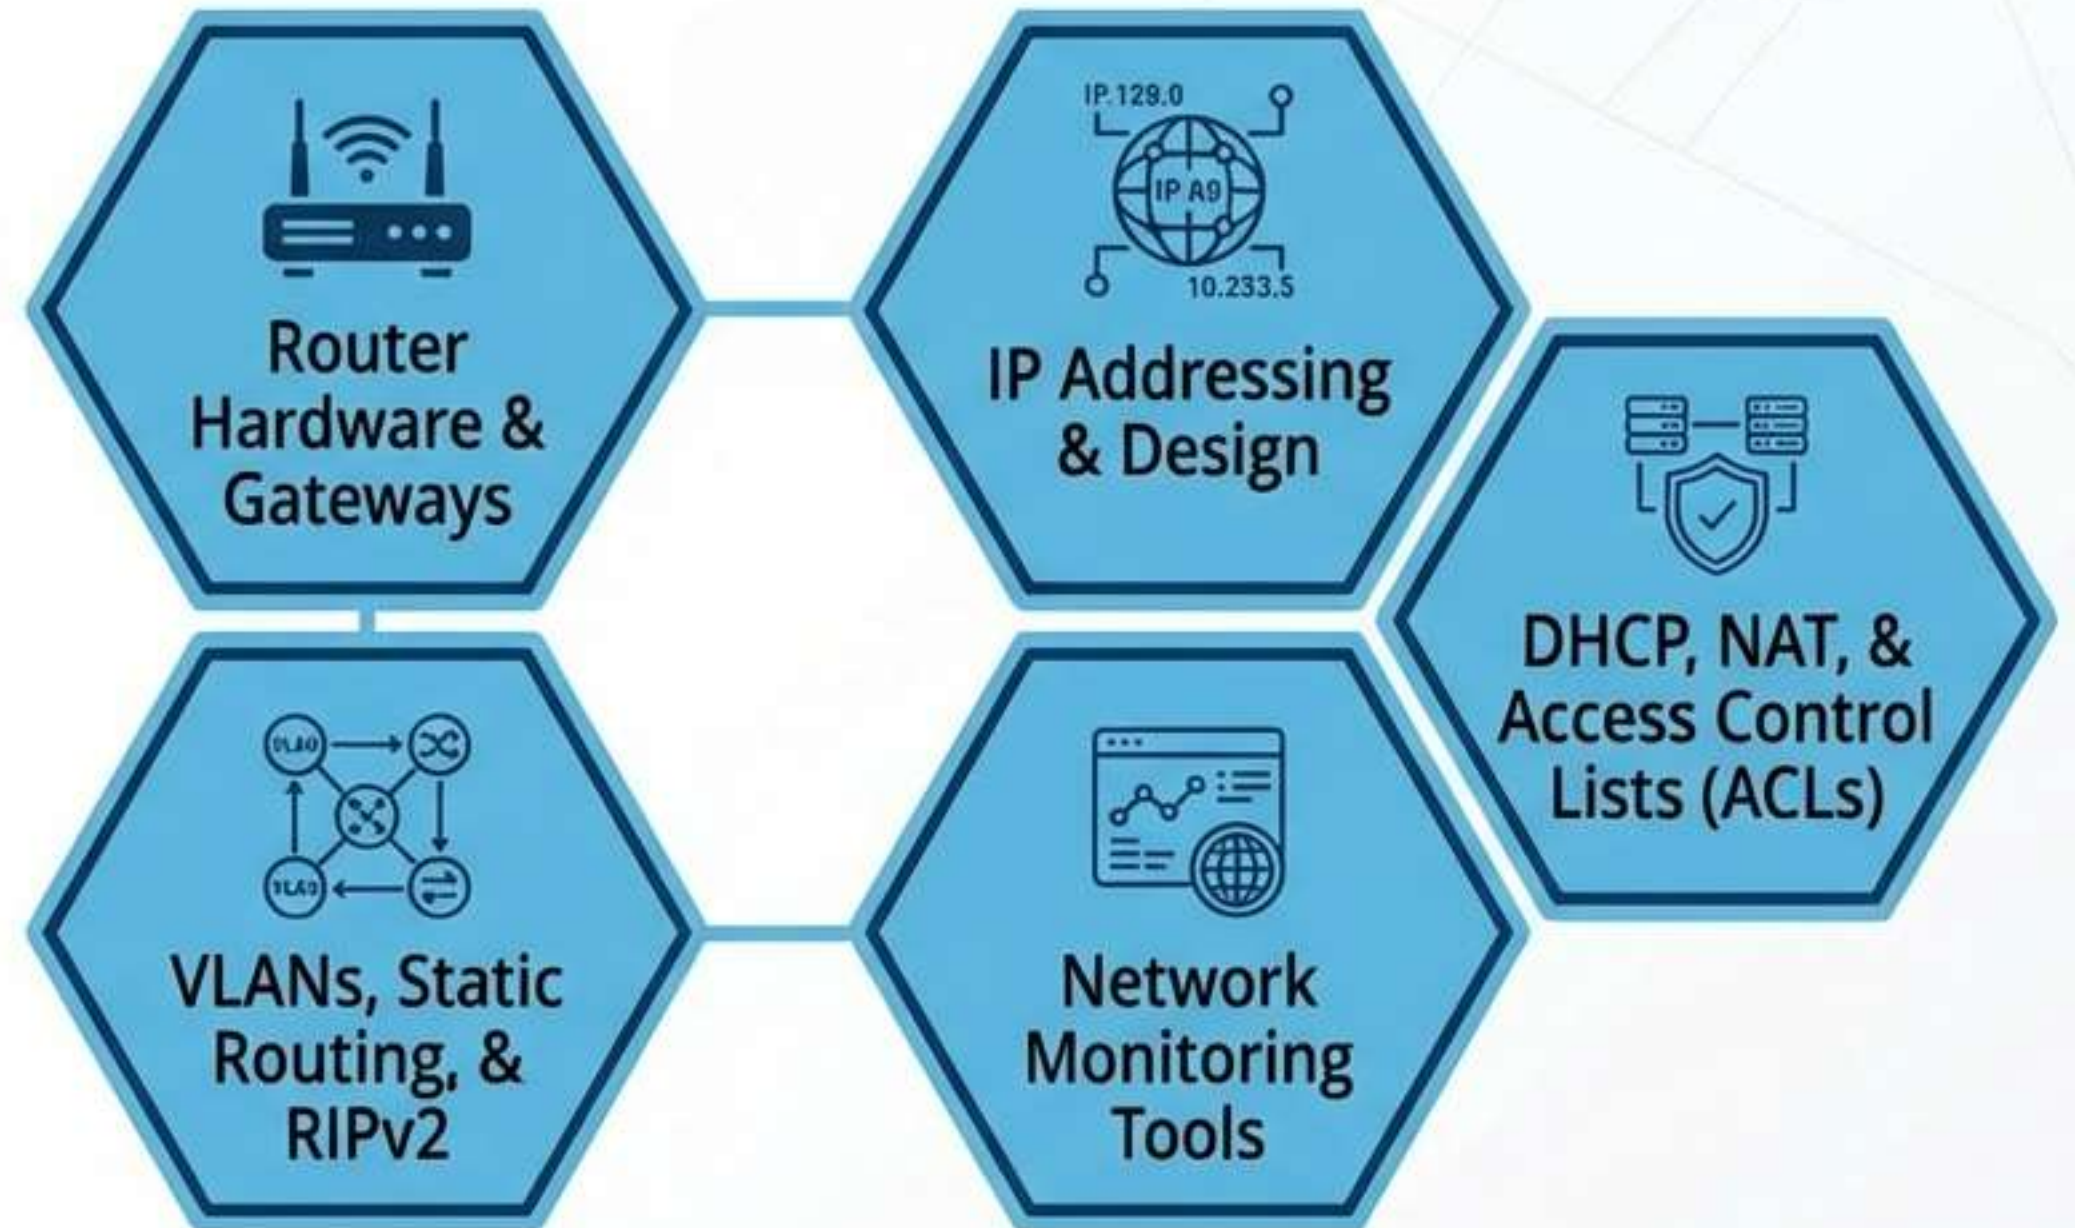 Router
Hardware &
Gateways
IP.129.0
IP A9
10.233.5
IP Addressing
& Design
DHCP, NAT, &
Access Control
Lists (ACLs)
VLANs, Static
Routing, &
RIPv2
Network
Monitoring
Tools